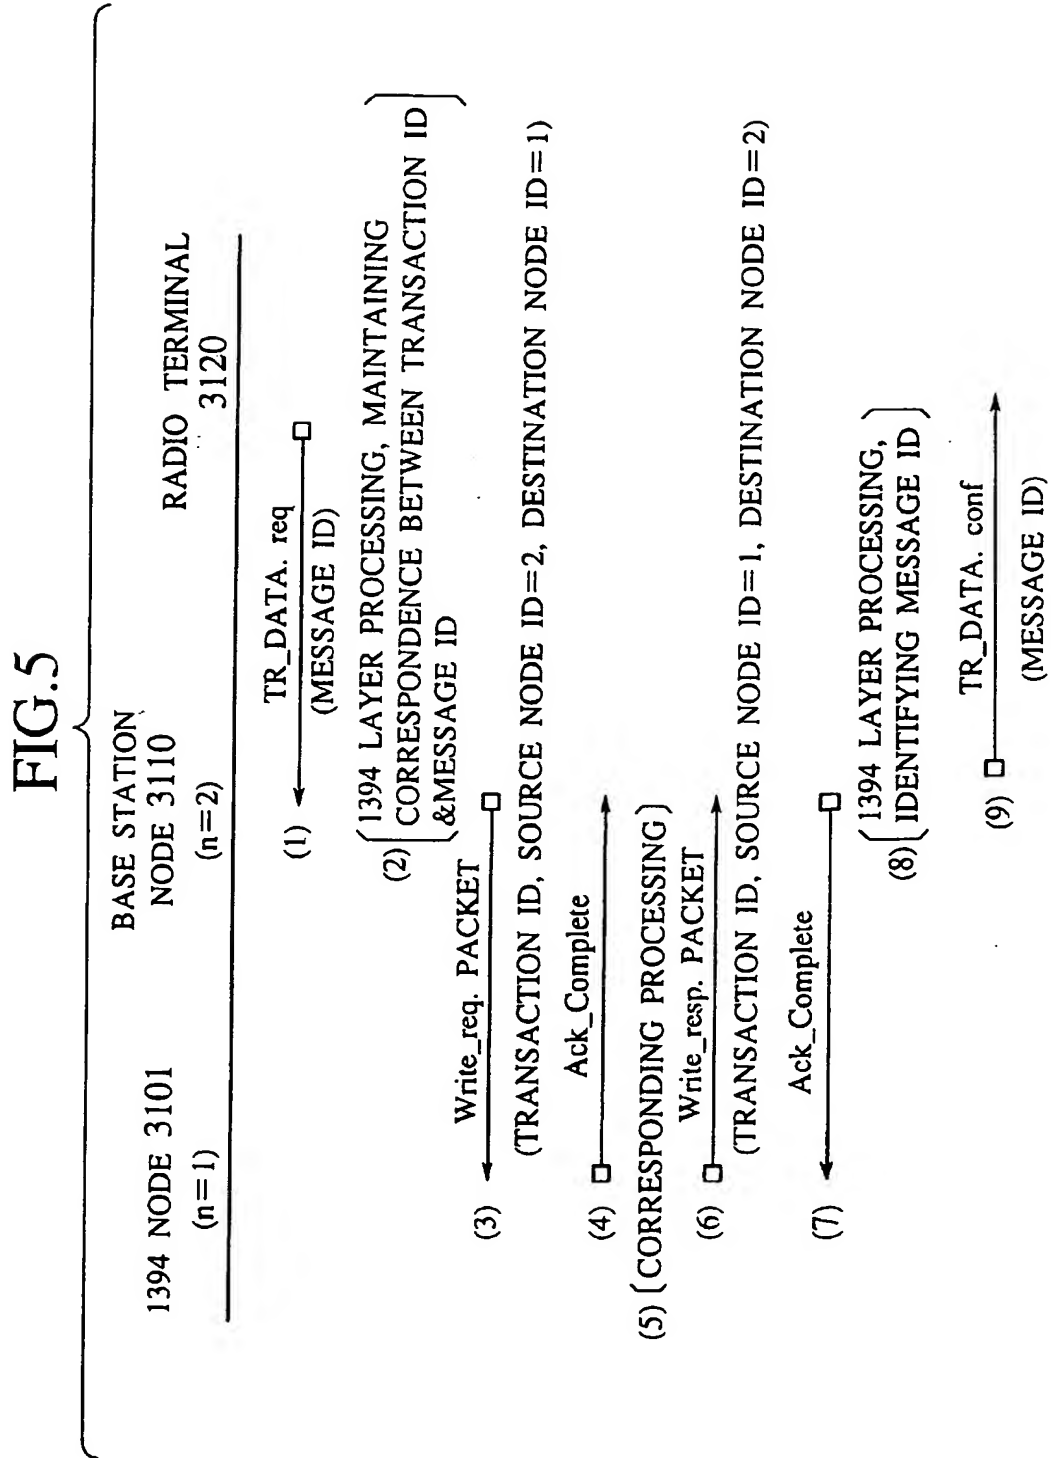 FIG.5
1394 NODE 3101
(n=1)
BASE STATION
NODE 3110
(n=2)
RADIO TERMINAL
3120
(1)
TR_DATA. req
(MESSAGE ID)
(2)
1394 LAYER PROCESSING, MAINTAINING
CORRESPONDENCE BETWEEN TRANSACTION ID
&MESSAGE ID
(3)
Write_req. PACKET
(TRANSACTION ID, SOURCE NODE ID=2, DESTINATION NODE ID=1)
(4)
Ack_Complete
(5) (CORRESPONDING PROCESSING)
(6)
Write_resp. PACKET
(TRANSACTION ID, SOURCE NODE ID=1, DESTINATION NODE ID=2)
(7)
Ack_Complete
(8)
1394 LAYER PROCESSING,
IDENTIFYING MESSAGE ID
(9)
TR_DATA. conf
(MESSAGE ID)